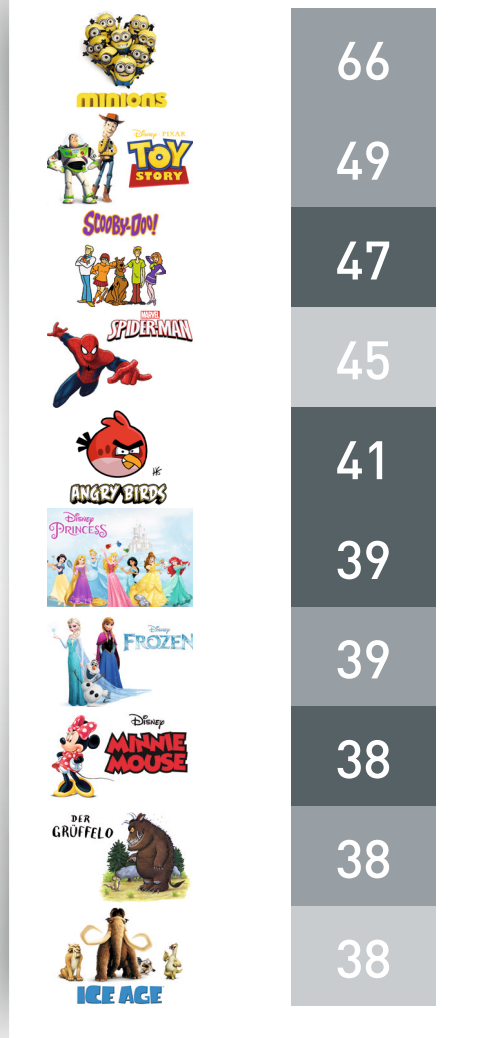 MINIONS
66
Disney · PIXAR
TOY
STORY
49
SCOOBY-DOO!
47
MARVEL
SPIDER-MAN
45
ANGRY BIRDS
41
Disney
PRINCESS
39
Disney
FROZEN
39
Disney
MINNIE
MOUSE
38
DER
GRÜFFELO
38
ICE AGE
38